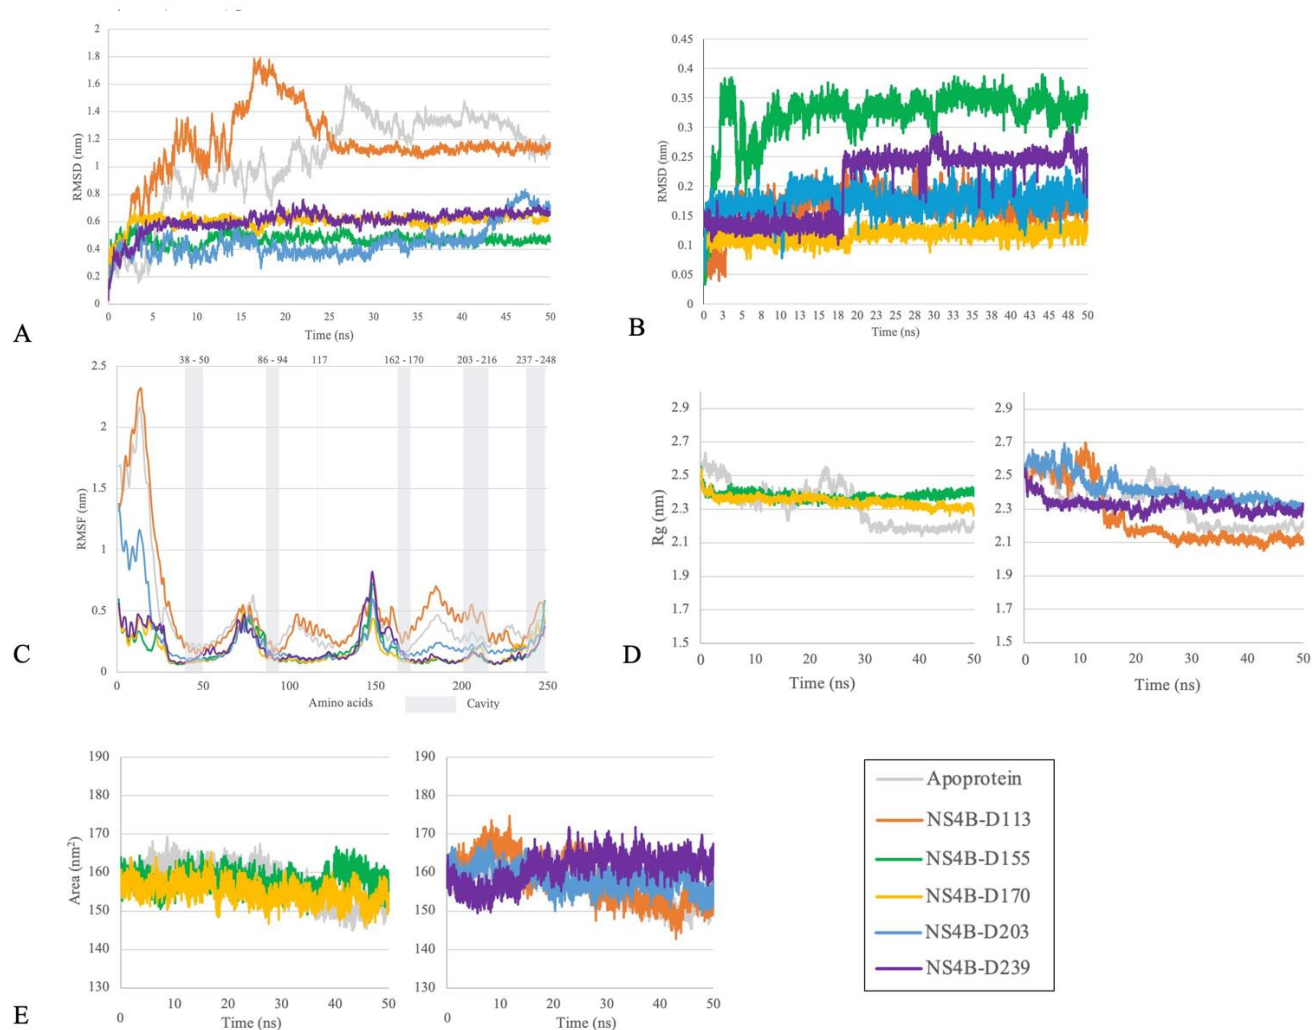 2
1.8
1.6
1.4
1.2
1
0.8
0.6
0.4
0.2
0
RMSD (nm)
0 5 10 15 20 25 30 35 40 45 50
Time (ns)
A
0.45
0.4
0.35
0.3
0.25
0.2
0.15
0.1
0.05
0
RMSD (nm)
0 3 5 8 10 13 15 18 20 23 25 28 30 33 35 38 40 43 45 48 50
Time (ns)
B
38 - 50 86 - 94 117 162 - 170 203 - 216 237 - 248
2.5
2
1.5
1
0.5
0
RMSF (nm)
0 50 100 150 200 250
Amino acids Cavity
C
2.9
2.7
2.5
2.3
2.1
1.9
1.7
1.5
Rg (nm)
0 10 20 30 40 50
Time (ns)
2.9
2.7
2.5
2.3
2.1
1.9
1.7
1.5
0 10 20 30 40 50
Time (ns)
D
190
180
170
160
150
140
130
Area (nm²)
0 10 20 30 40 50
Time (ns)
190
180
170
160
150
140
130
0 10 20 30 40 50
Time (ns)
E
Apoprotein
NS4B-D113
NS4B-D155
NS4B-D170
NS4B-D203
NS4B-D239